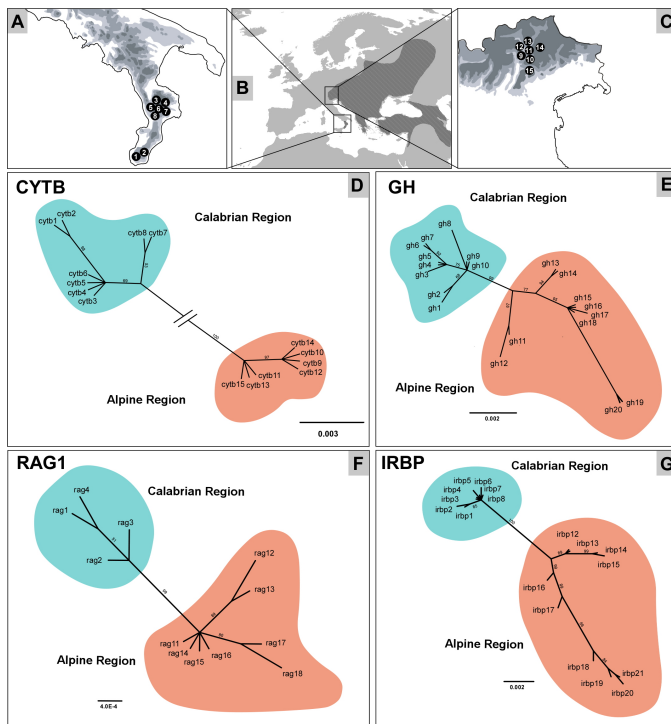 A
B
C
3
4
5
6
7
8
1
2
13
12
11
14
9
10
15
CYTB
D
Calabrian Region
cytb2
cytb1
cytb8
cytb7
cytb6
cytb5
cytb4
cytb3
100
cytb14
cytb10
cytb9
cytb12
cytb11
cytb15
cytb13
Alpine Region
0.003
GH
E
Calabrian Region
gh8
gh7
gh6
gh5
gh4
gh3
gh9
gh10
gh2
gh1
77
gh13
gh14
gh15
gh16
gh17
gh18
gh11
gh12
gh19
gh20
Alpine Region
0.002
RAG1
F
Calabrian Region
rag4
rag1
rag3
rag2
rag12
rag13
rag11
rag14
rag15
rag16
rag17
rag18
Alpine Region
4.0E-4
IRBP
G
Calabrian Region
irbp5
irbp6
irbp4
irbp7
irbp3
irbp8
irbp2
irbp1
100
irbp12
irbp13
irbp14
irbp15
irbp16
irbp17
irbp18
irbp19
irbp21
irbp20
Alpine Region
0.002